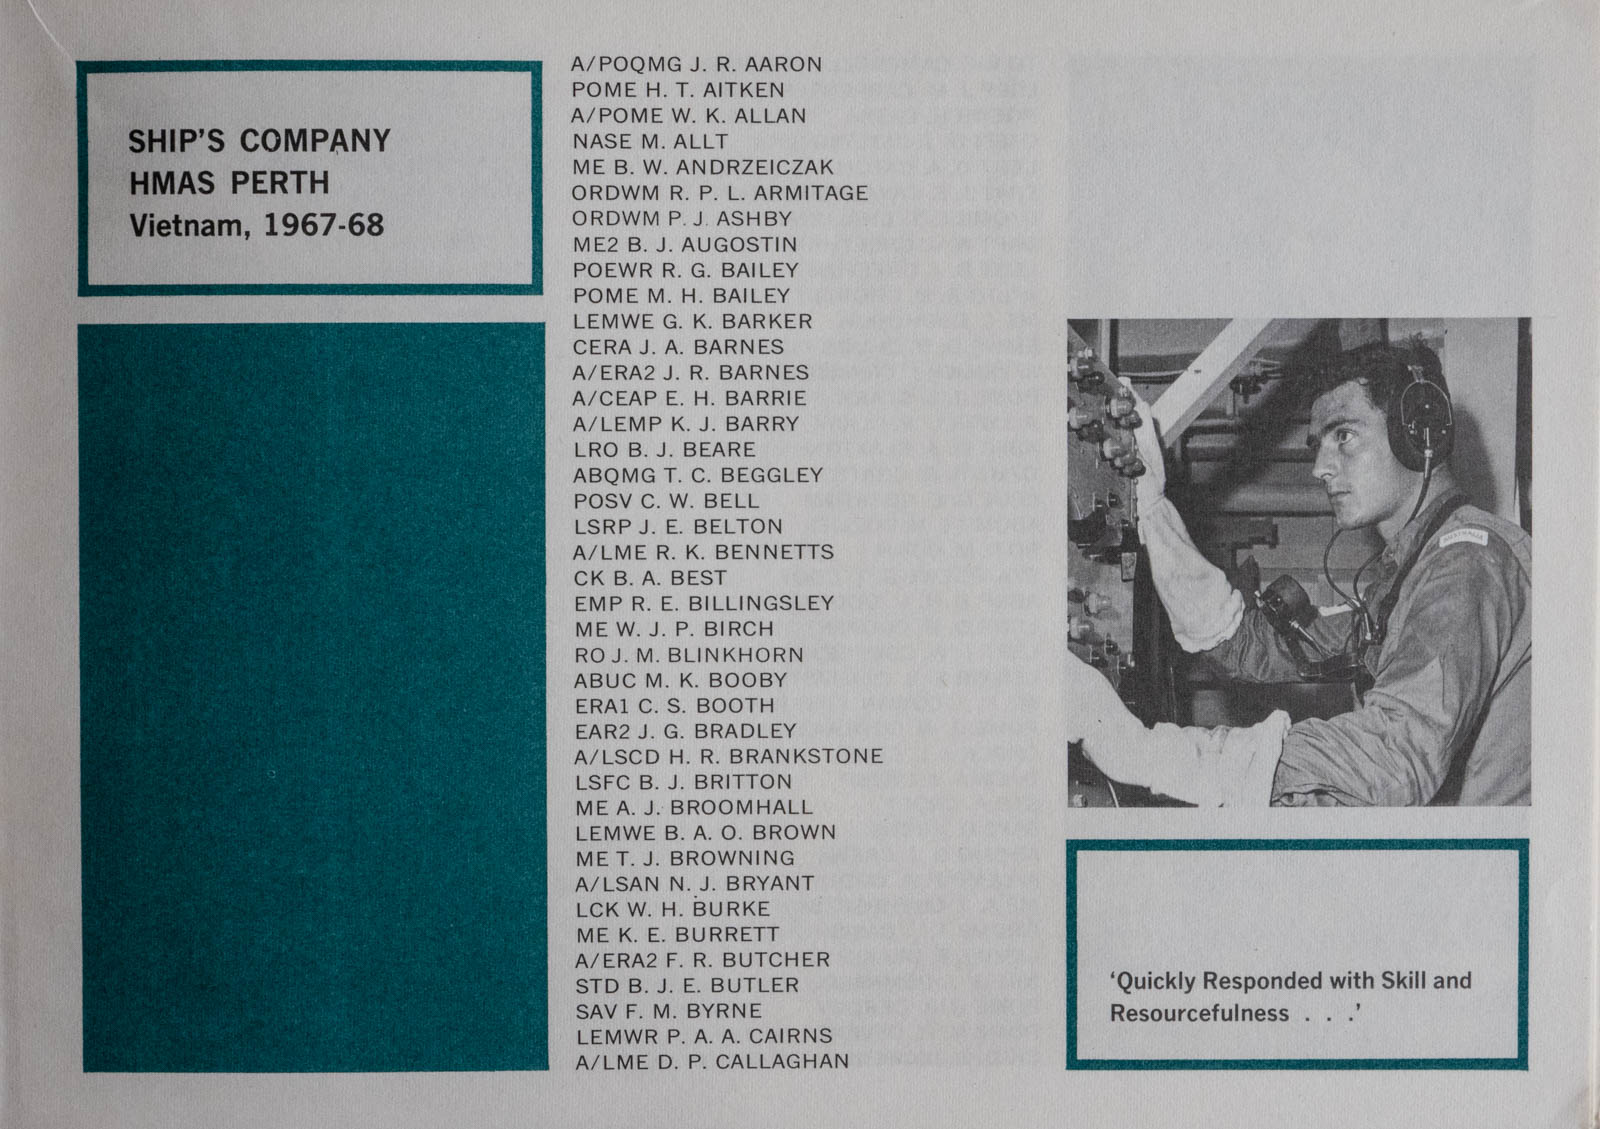 SHIP'S COMPANY
HMAS PERTH
Vietnam, 1967-68
A/POQMG J. R. AARON
POME H. T. AITKEN
A/POME W. K. ALLAN
NASE M. ALLT
ME B. W. ANDRZEICZAK
ORDWM R. P. L. ARMITAGE
ORDWM P. J. ASHBY
ME2 B. J. AUGOSTIN
POEWR R. G. BAILEY
POME M. H. BAILEY
LEMWE G. K. BARKER
CERA J. A. BARNES
A/ERA2 J. R. BARNES
A/CEAP E. H. BARRIE
A/LEMP K. J. BARRY
LRO B. J. BEARE
ABQMG T. C. BEGGLEY
POSV C. W. BELL
LSRP J. E. BELTON
A/LME R. K. BENNETTS
CK B. A. BEST
EMP R. E. BILLINGSLEY
ME W. J. P. BIRCH
RO J. M. BLINKHORN
ABUC M. K. BOOBY
ERA1 C. S. BOOTH
EAR2 J. G. BRADLEY
A/LSCD H. R. BRANKSTONE
LSFC B. J. BRITTON
ME A. J. BROOMHALL
LEMWE B. A. O. BROWN
ME T. J. BROWNING
A/LSAN N. J. BRYANT
LCK W. H. BURKE
ME K. E. BURRETT
A/ERA2 F. R. BUTCHER
STD B. J. E. BUTLER
SAV F. M. BYRNE
LEMWR P. A. A. CAIRNS
A/LME D. P. CALLAGHAN
AUSTRALIA
'Quickly Responded with Skill and
Resourcefulness . . .'